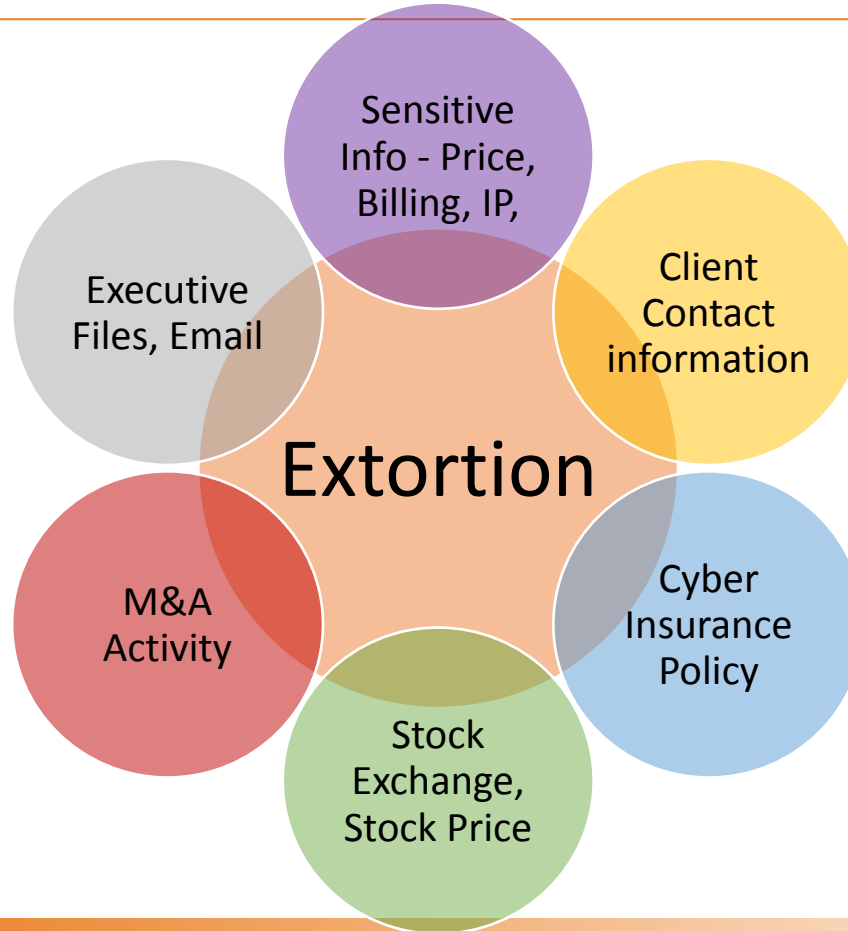 Sensitive
Info - Price,
Billing, IP,
Client
Contact
information
Cyber
Insurance
Policy
Stock
Exchange,
Stock Price
M&A
Activity
Executive
Files, Email
Extortion